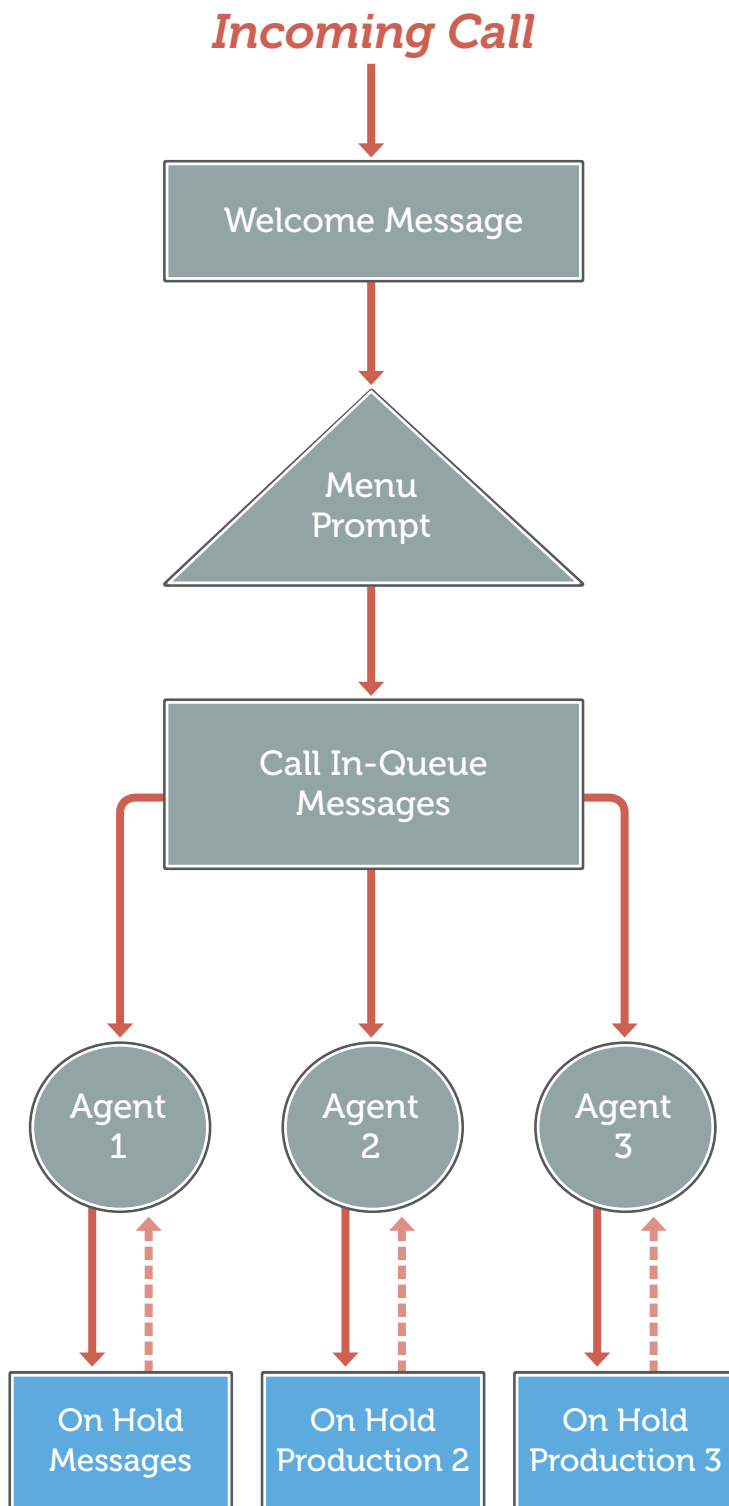 Incoming Call
Welcome Message
Menu
Prompt
Call In-Queue
Messages
Agent
1
Agent
2
Agent
3
On Hold
Messages
On Hold
Production 2
On Hold
Production 3